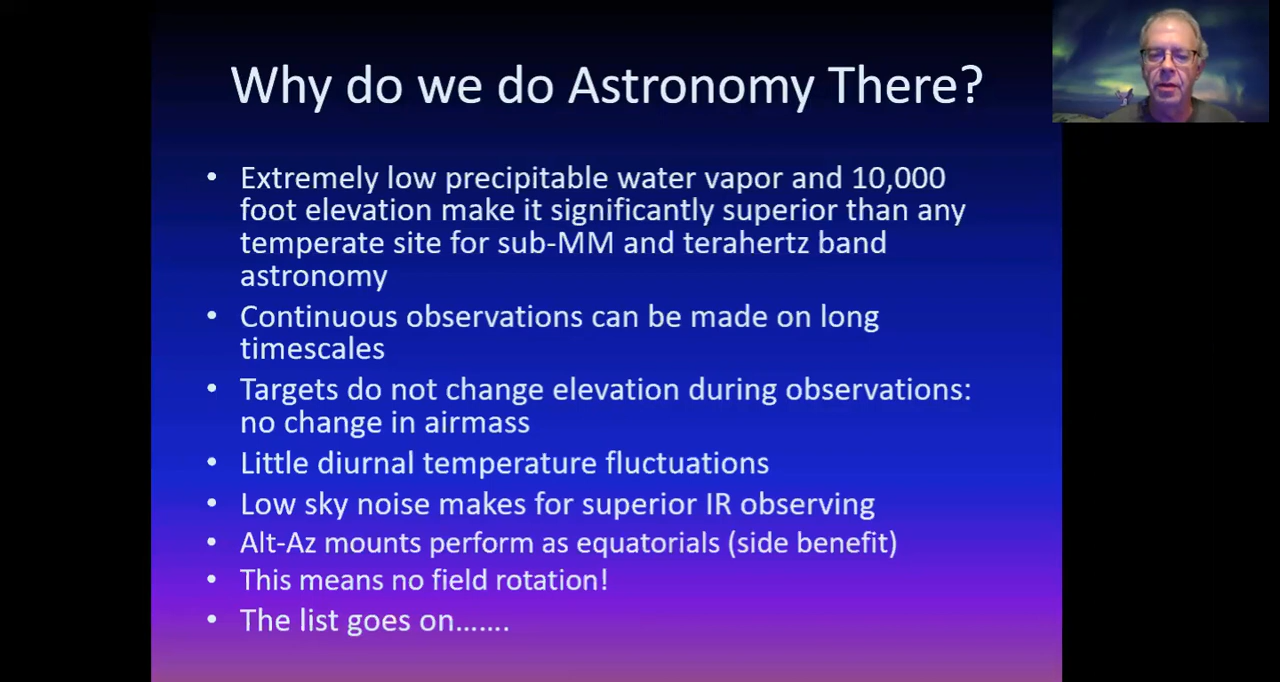 Why do we do Astronomy There?
• Extremely low precipitable water vapor and 10,000
foot elevation make it significantly superior than any
temperate site for sub-MM and terahertz band
astronomy
• Continuous observations can be made on long
timescales
• Targets do not change elevation during observations:
no change in airmass
• Little diurnal temperature fluctuations
• Low sky noise makes for superior IR observing
• Alt-Az mounts perform as equatorials (side benefit)
• This means no field rotation!
• The list goes on…….